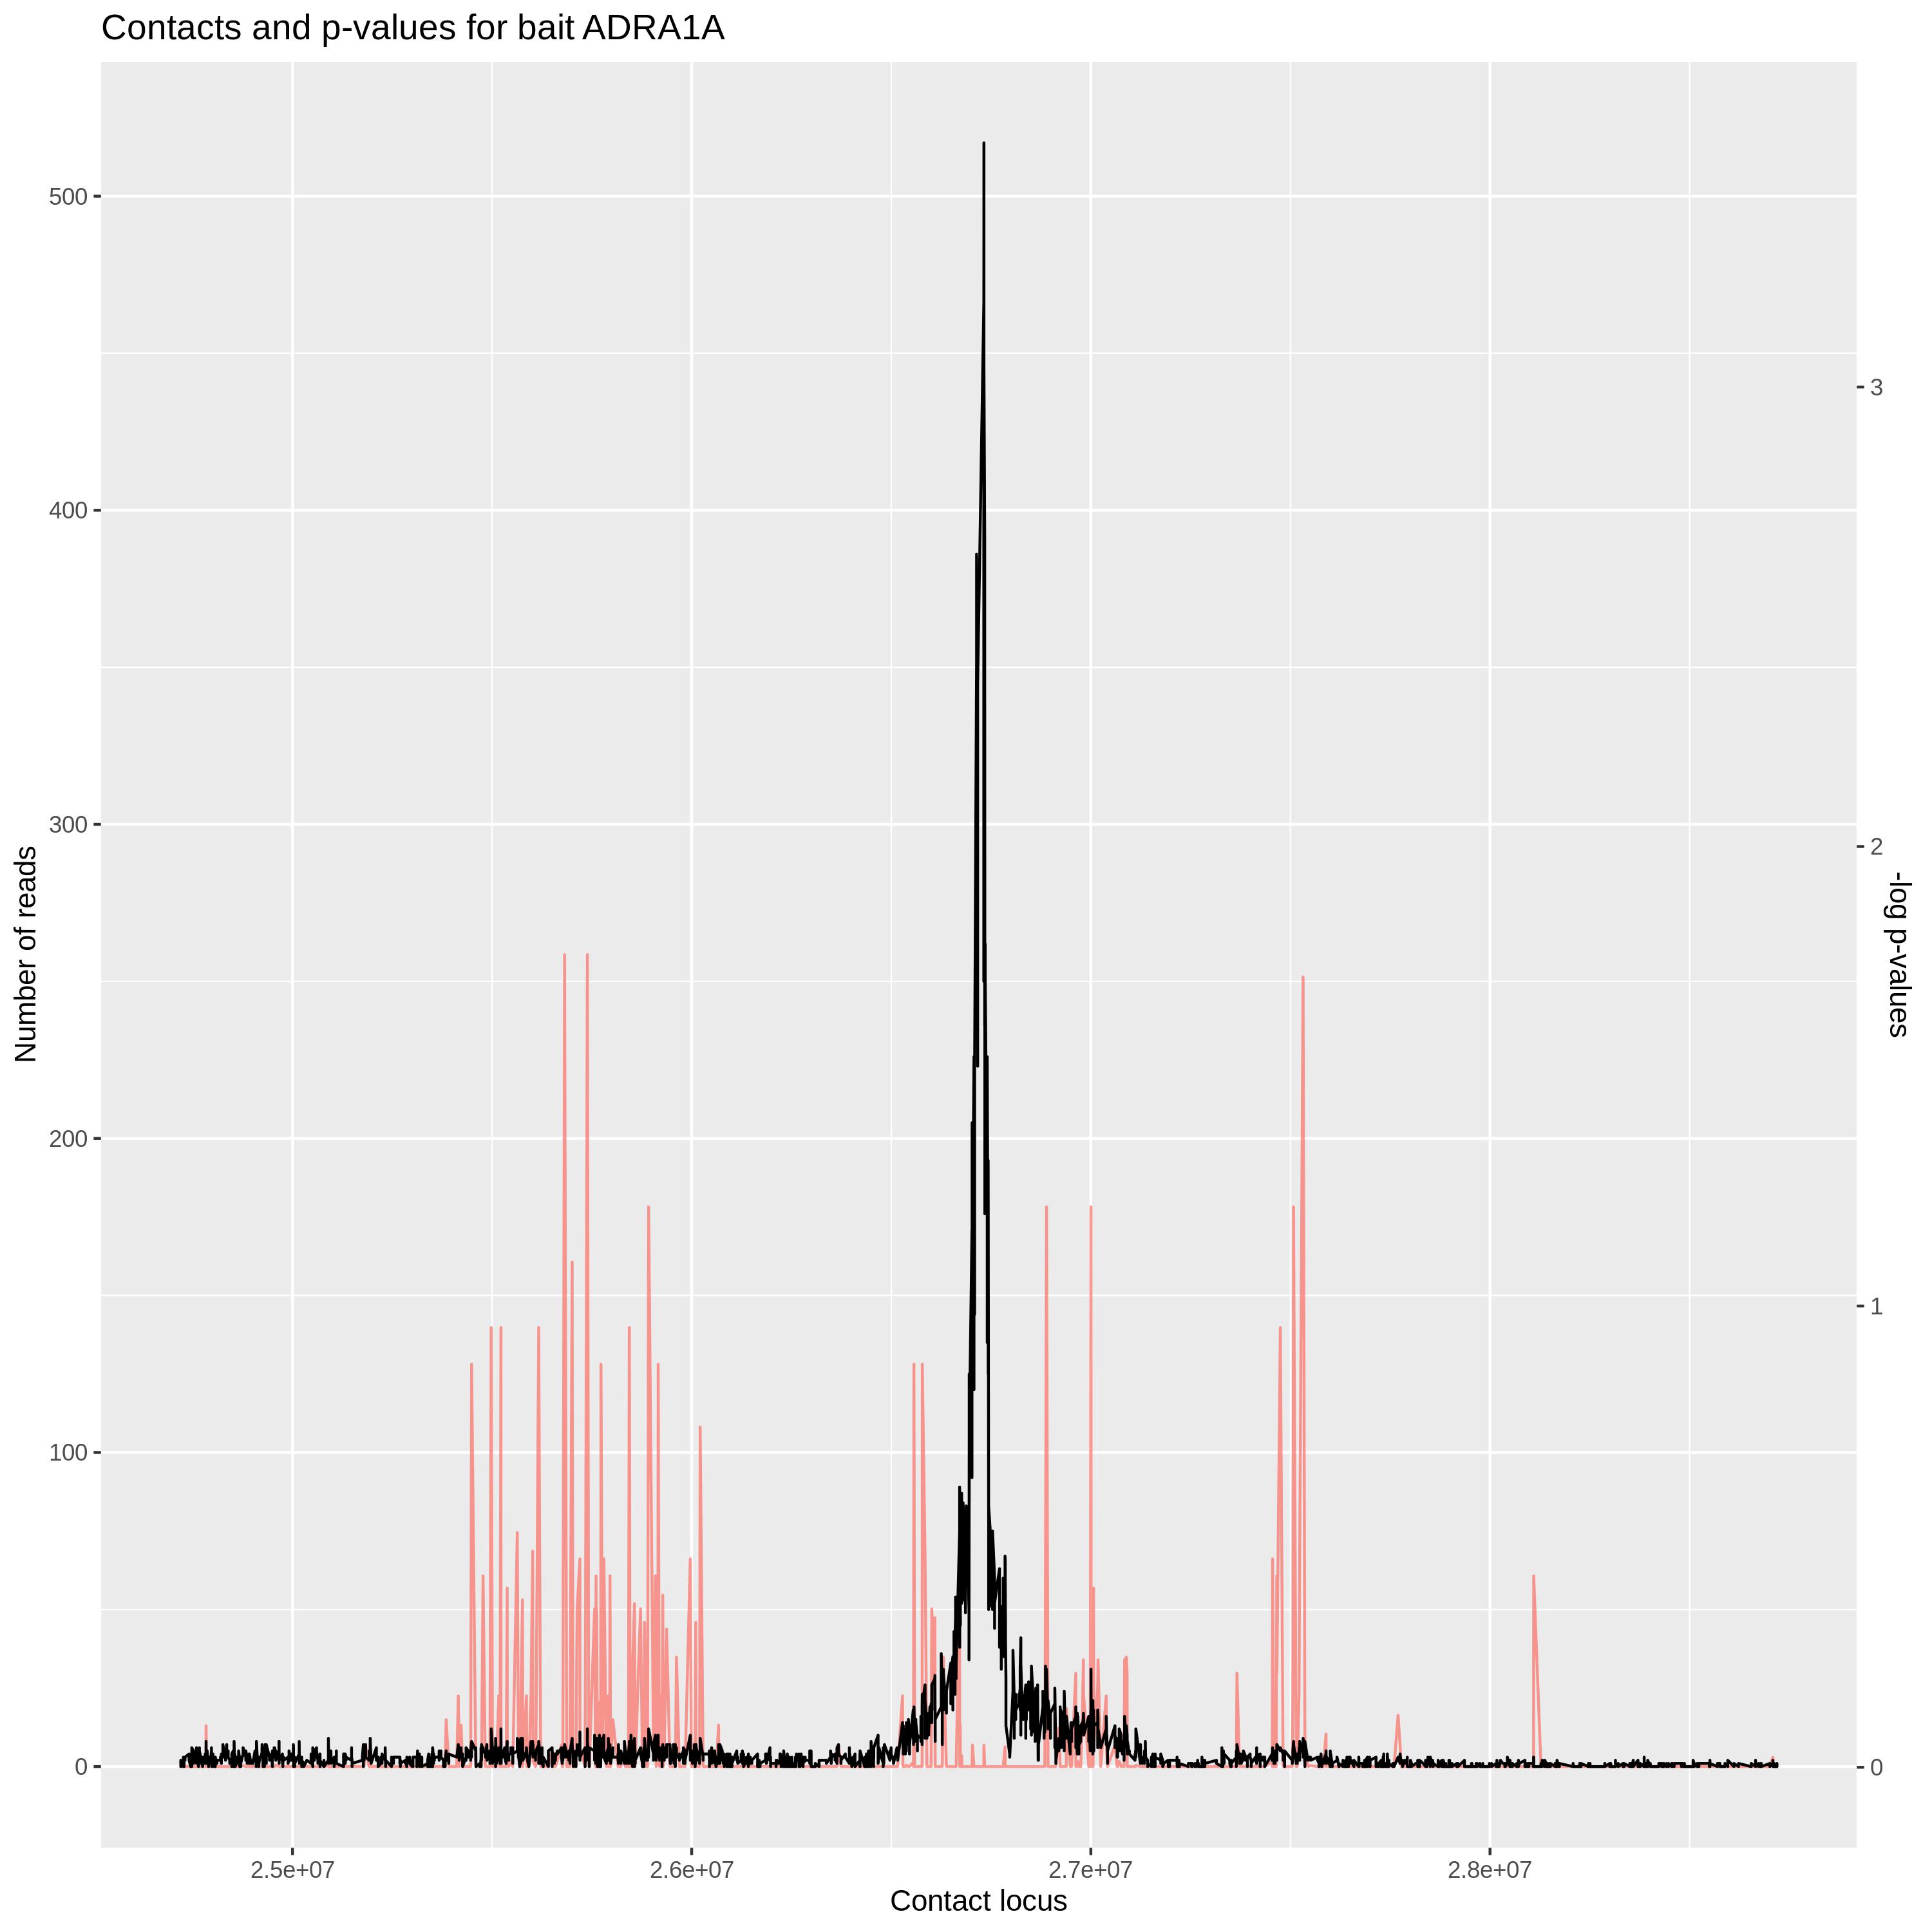 Contacts and p-values for bait ADRA1A
500
400
300
200
100
0
Number of reads
3
2
1
0
-log p-values
2.5e+07
2.6e+07
2.7e+07
2.8e+07
Contact locus